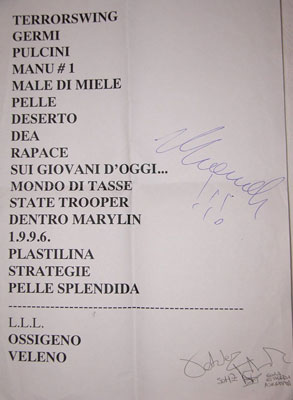 TERRORSWING
GERMI
PULCINI
MANU # 1
MALE DI MIELE
PELLE
DESERTO
DEA
RAPACE
SUI GIOVANI D'OGGI...
MONDO DI TASSE
STATE TROOPER
DENTRO MARYLIN
1.9.9.6.
PLASTILINA
STRATEGIE
PELLE SPLENDIDA
L.L.L.
OSSIGENO
VELENO